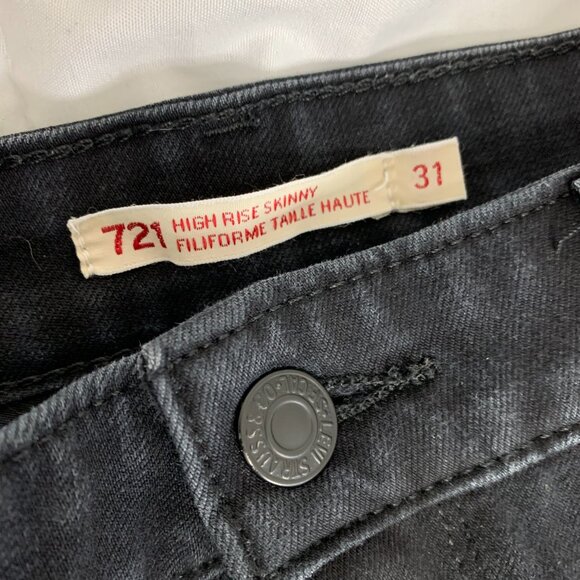 721 HIGH RISE SKINNY
FILIFORME TAILLE HAUTE
31
LEVI STRAUSS & CO.